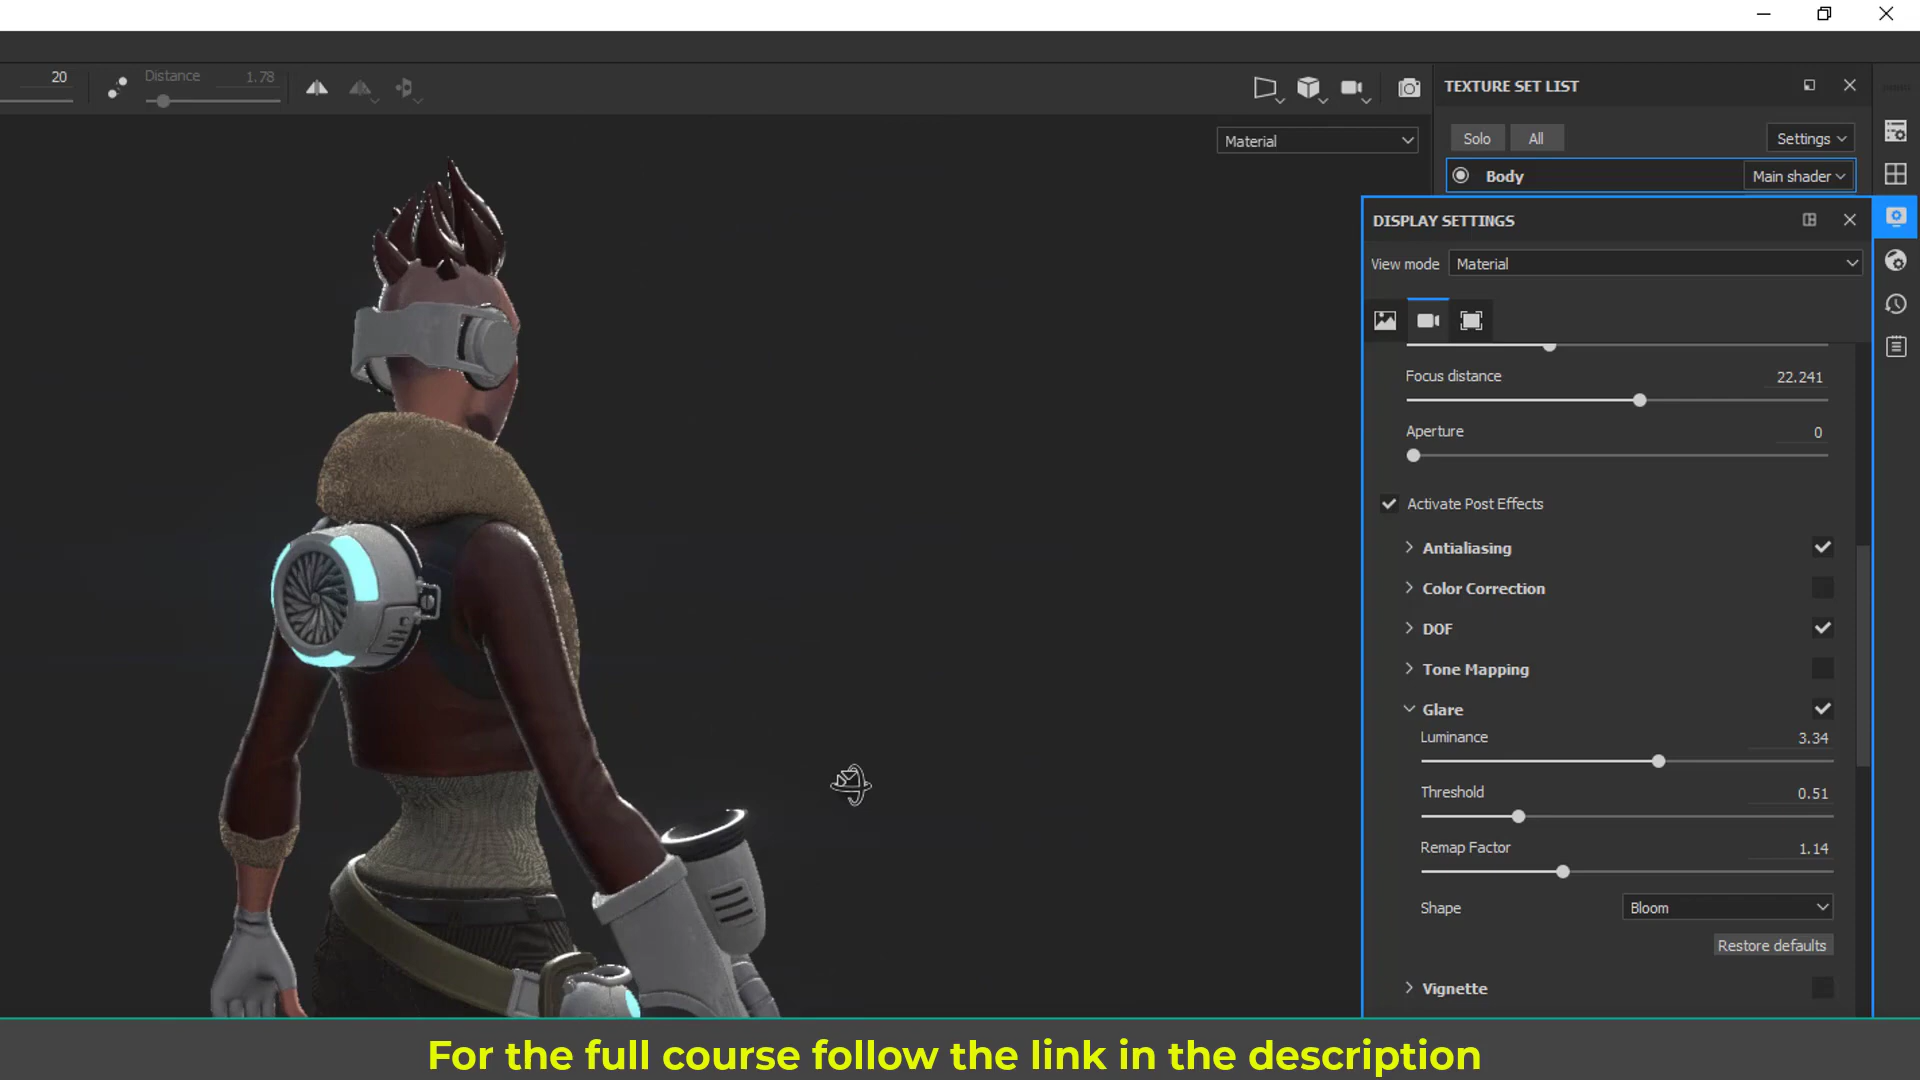 20
Distance 1.78
Material
TEXTURE SET LIST
Solo All Settings
Body Main shader
DISPLAY SETTINGS
View mode Material
Focus distance 22.241
Aperture 0
Activate Post Effects
Antialiasing
Color Correction
DOF
Tone Mapping
Glare
Luminance 3.34
Threshold 0.51
Remap Factor 1.14
Shape Bloom
Restore defaults
Vignette
For the full course follow the link in the description